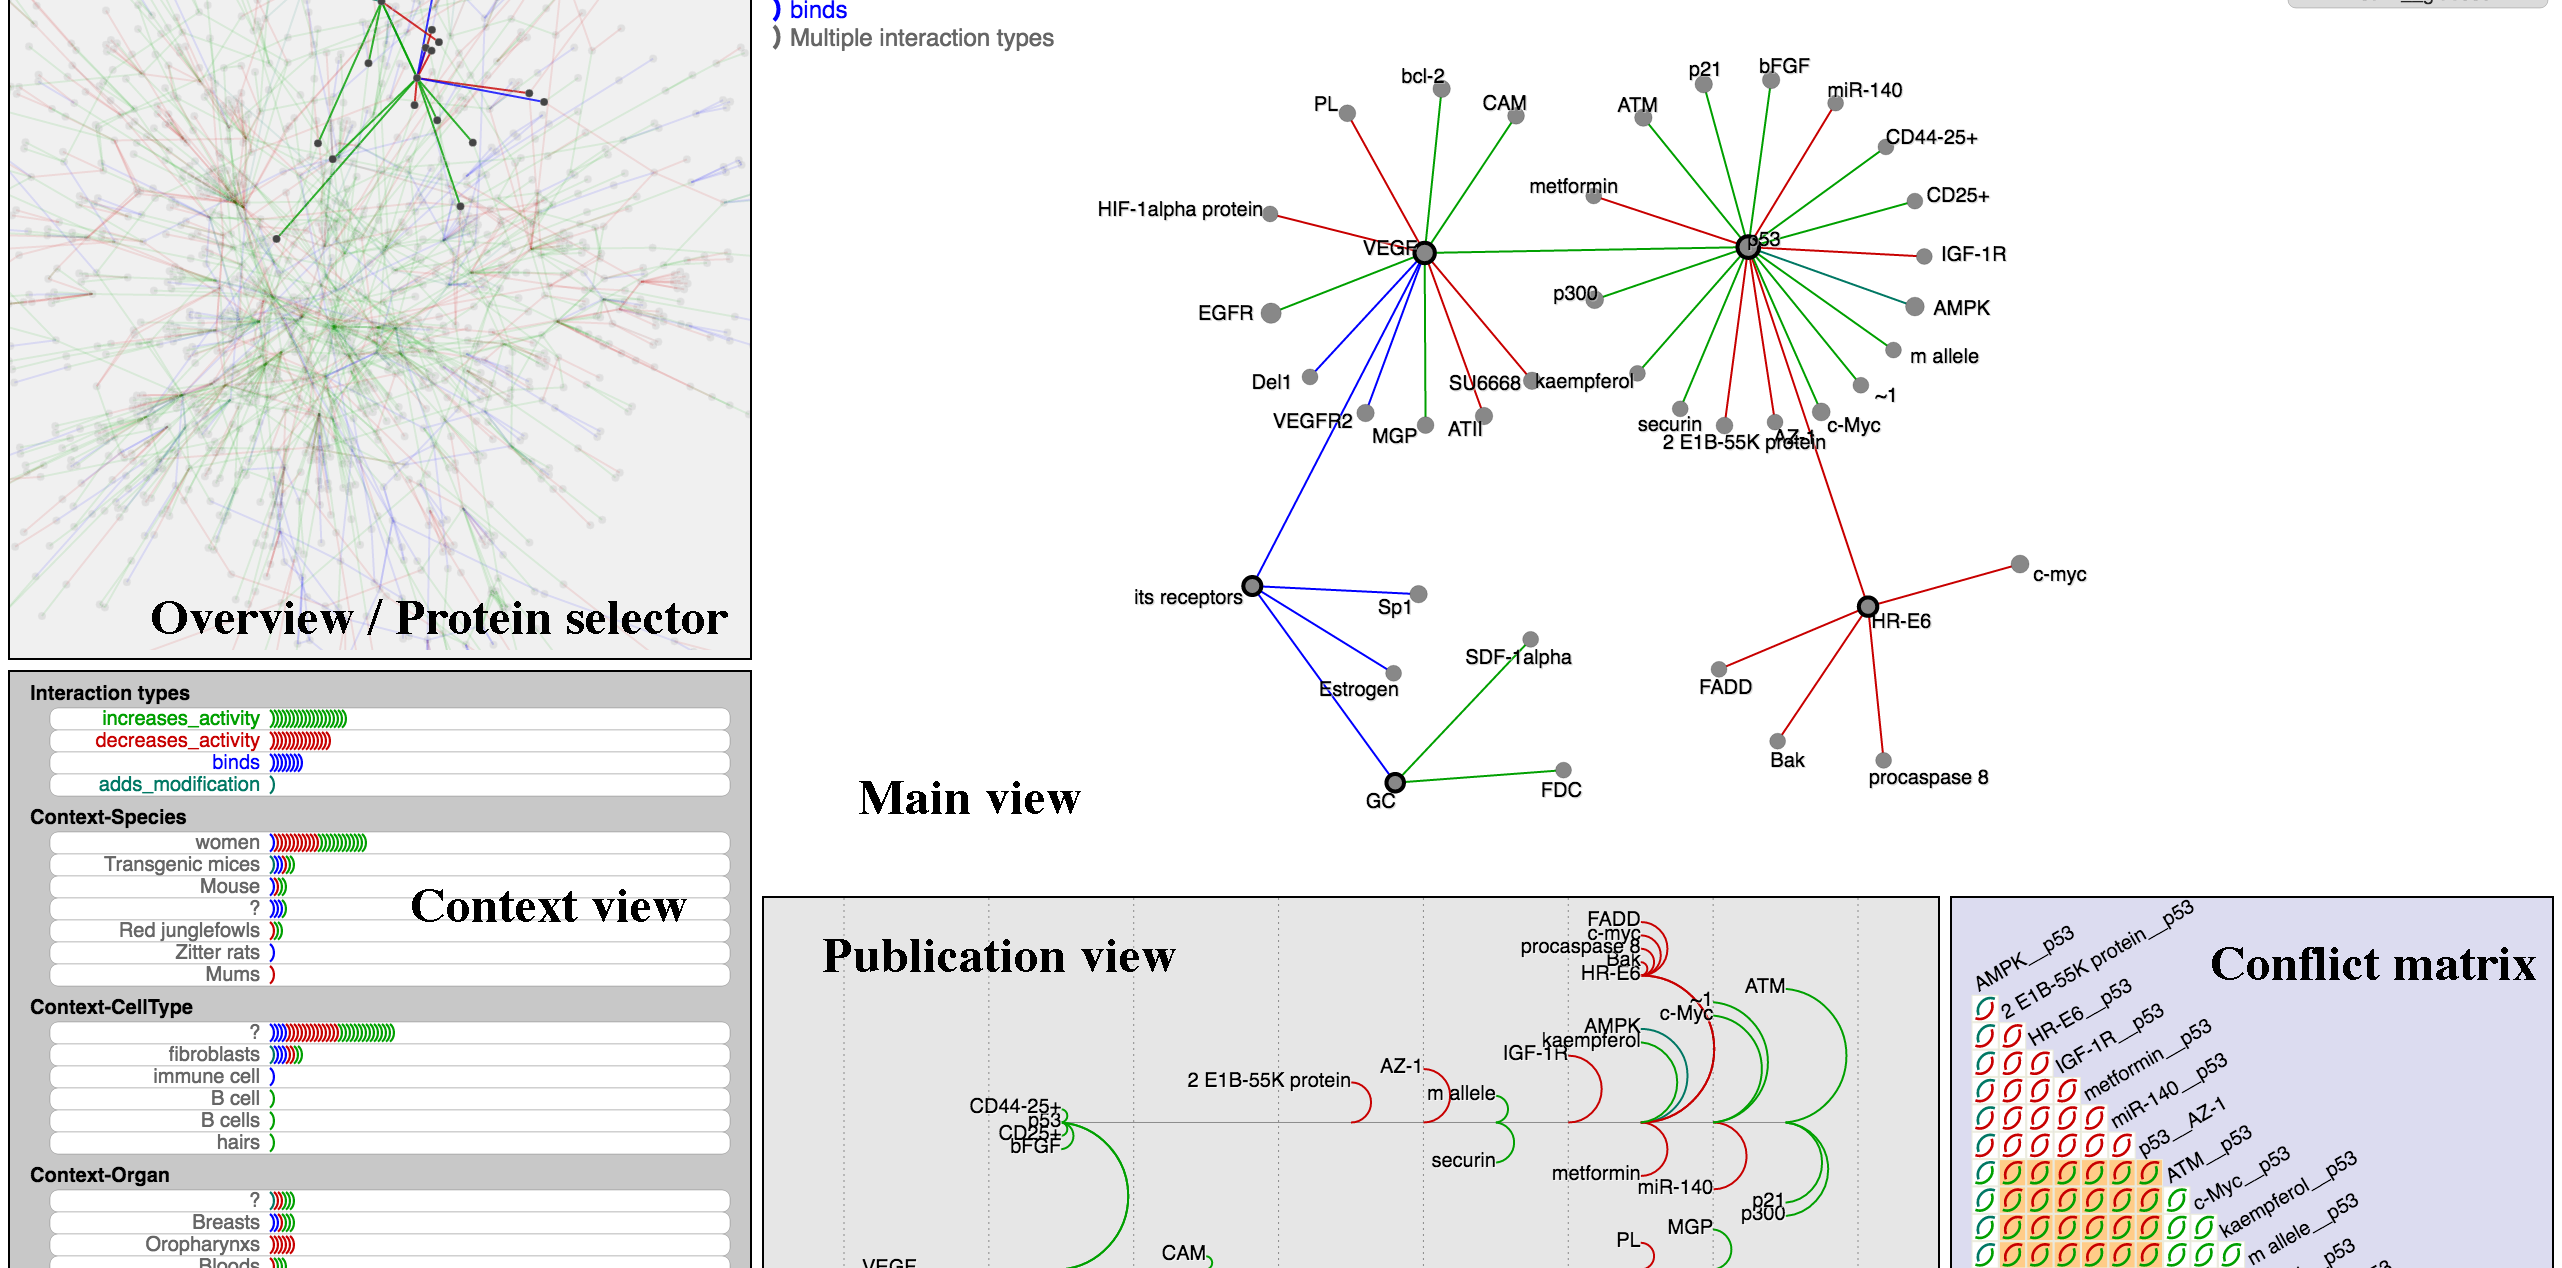 binds
Multiple interaction types
bcl-2
PL
CAM
HIF-1alpha protein
VEGF
EGFR
Del1
VEGFR2
MGP
ATII
SU6668
p21
bFGF
miR-140
ATM
CD44-25+
metformin
CD25+
p53
IGF-1R
p300
AMPK
m allele
kaempferol
~1
securin
c-Myc
AZ-1
2 E1B-55K protein
its receptors
Sp1
Estrogen
SDF-1alpha
GC
FDC
c-myc
HR-E6
FADD
Bak
procaspase 8
Main view
Overview / Protein selector
Interaction types
increases_activity
decreases_activity
binds
adds_modification
Context-Species
women
Transgenic mices
Mouse
?
Red junglefowls
Zitter rats
Mums
Context view
Context-CellType
?
fibroblasts
immune cell
B cell
B cells
hairs
Context-Organ
?
Breasts
Oropharynxs
Bloods
Publication view
FADD
c-myc
procaspase 8
Bak
HR-E6
ATM
~1
c-Myc
AMPK
kaempferol
IGF-1R
AZ-1
2 E1B-55K protein
m allele
CD44-25+
p53
CD25+
bFGF
securin
metformin
miR-140
p21
p300
MGP
PL
CAM
VEGF
Conflict matrix
AMPK__p53
2 E1B-55K protein__p53
HR-E6__p53
IGF-1R__p53
metformin__p53
miR-140__p53
p53__AZ-1
ATM__p53
c-Myc__p53
kaempferol__p53
m allele__p53